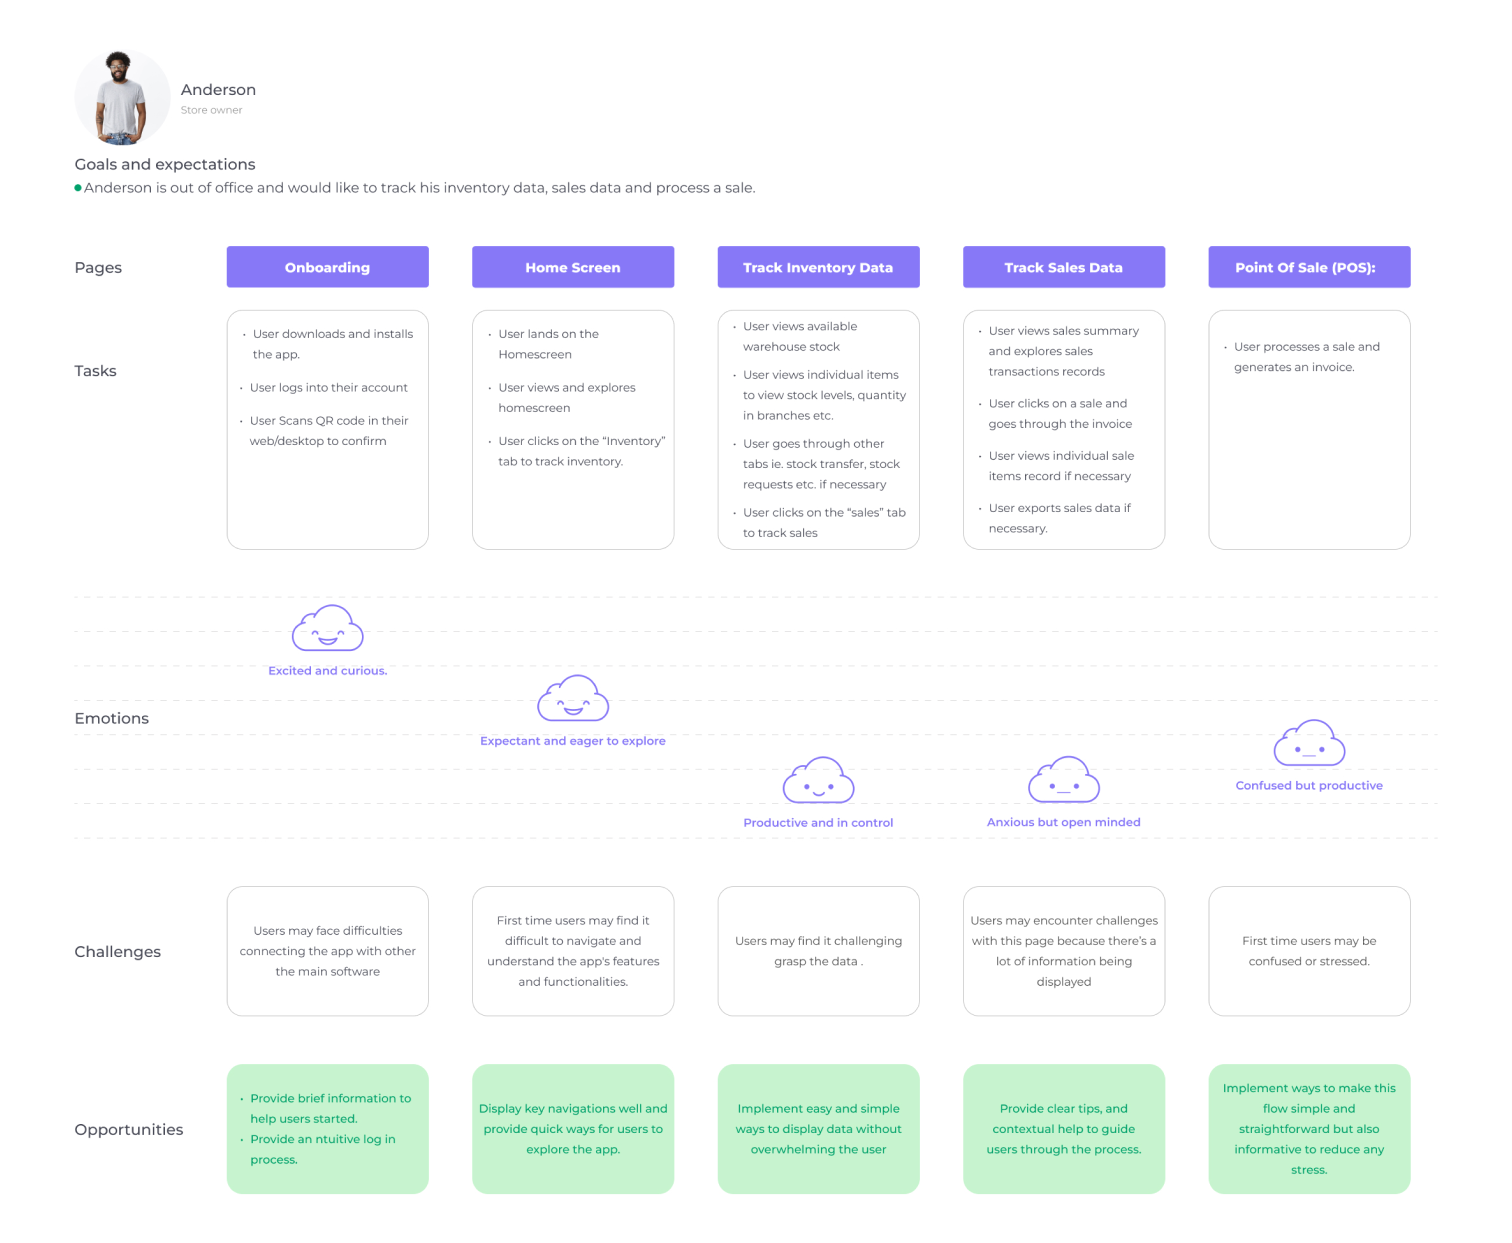 Anderson
Store owner
Goals and expectations
Anderson is out of office and would like to track his inventory data, sales data and process a sale.
Pages
Onboarding
Home Screen
Track Inventory Data
Track Sales Data
Point Of Sale (POS):
Tasks
• User downloads and installs
the app.
• User logs into their account
• User Scans QR code in their
web/desktop to confirm
• User lands on the
Homescreen
• User views and explores
homescreen
• User clicks on the “Inventory”
tab to track inventory.
• User views available
warehouse stock
• User views individual items
to view stock levels, quantity
in branches etc.
• User goes through other
tabs ie. stock transfer, stock
requests etc. if necessary
• User clicks on the “sales” tab
to track sales
• User views sales summary
and explores sales
transactions records
• User clicks on a sale and
goes through the invoice
• User views individual sale
items record if necessary
• User exports sales data if
necessary.
• User processes a sale and
generates an invoice.
Emotions
Excited and curious.
Expectant and eager to explore
Productive and in control
Anxious but open minded
Confused but productive
Challenges
Users may face difficulties
connecting the app with other
the main software
First time users may find it
difficult to navigate and
understand the app's features
and functionalities.
Users may find it challenging
grasp the data .
Users may encounter challenges
with this page because there’s a
lot of information being
displayed
First time users may be
confused or stressed.
Opportunities
• Provide brief information to
help users started.
• Provide an ntuitive log in
process.
Display key navigations well and
provide quick ways for users to
explore the app.
Implement easy and simple
ways to display data without
overwhelming the user
Provide clear tips, and
contextual help to guide
users through the process.
Implement ways to make this
flow simple and
straightforward but also
informative to reduce any
stress.